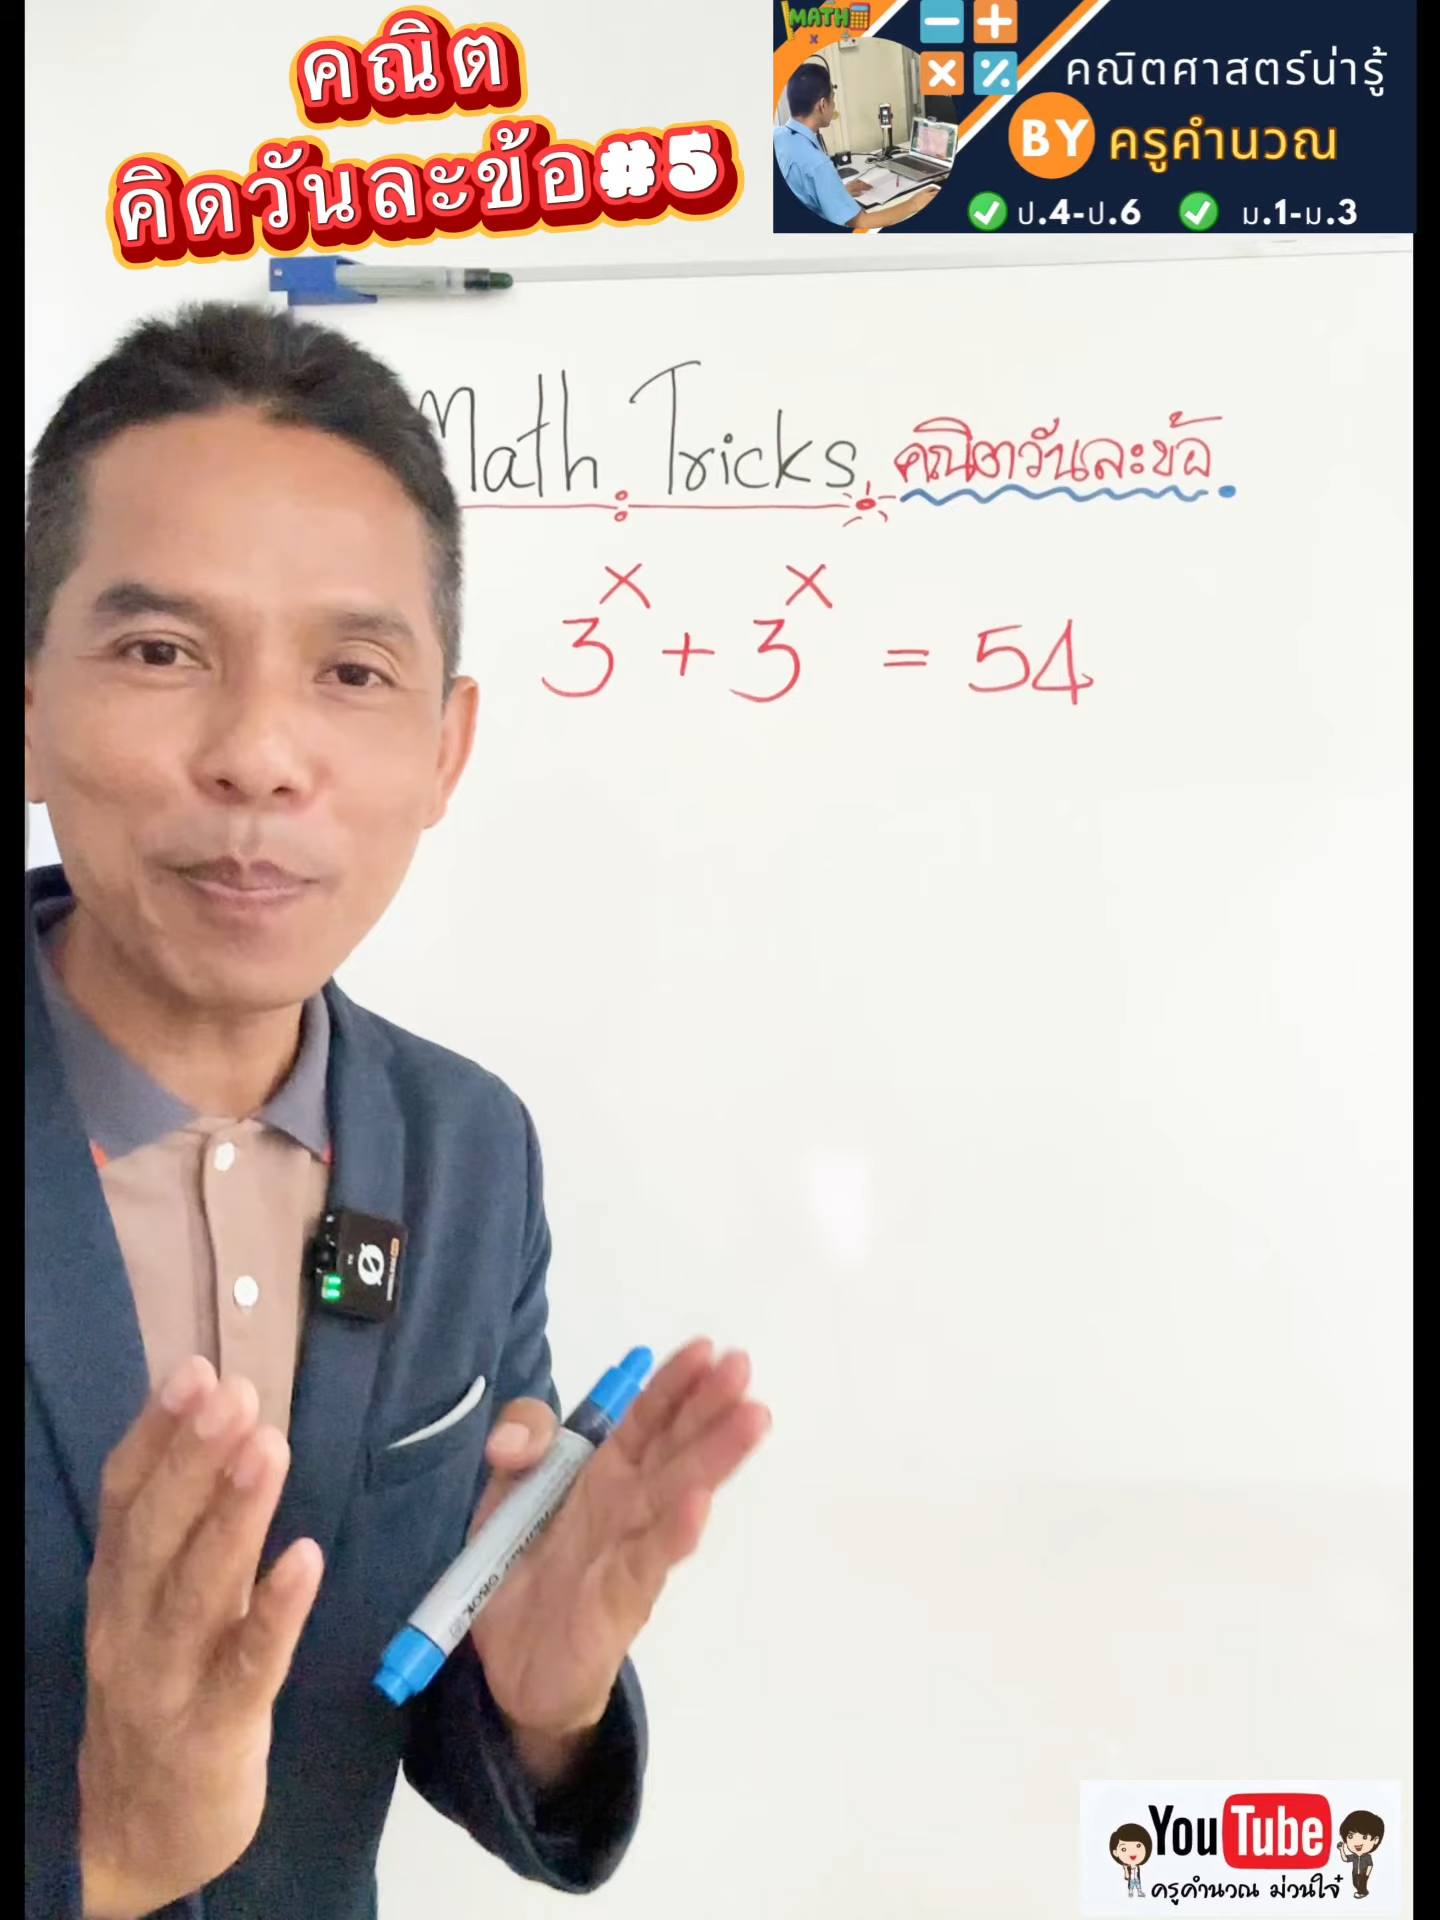 คณิต
คิดวันละข้อ#5
MATH
คณิตศาสตร์น่ารู้
BY ครูคำนวณ
ป.4-ป.6 ม.1-ม.3
Math Tricks คณิตวันละข้อ
3ˣ + 3ˣ = 54
YouTube
ครูคำนวณ ม่วนใจ๋